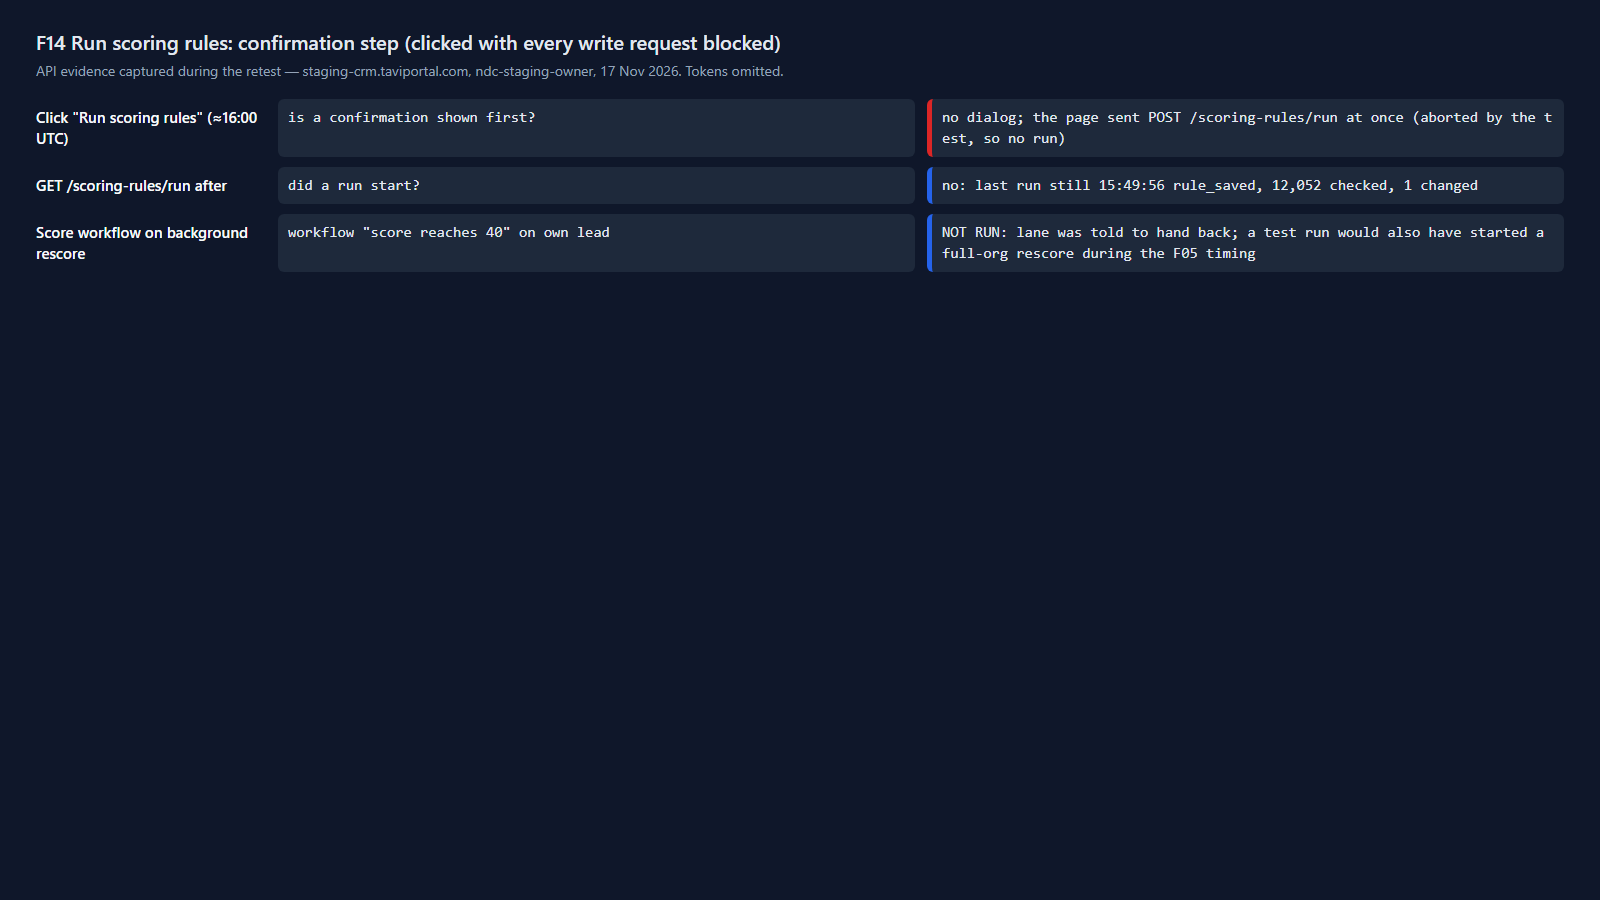 F14 Run scoring rules: confirmation step (clicked with every write request blocked)
API evidence captured during the retest — staging-crm.taviportal.com, ndc-staging-owner, 17 Nov 2026. Tokens omitted.
Click "Run scoring rules" (≈16:00
UTC)
is a confirmation shown first?
no dialog; the page sent POST /scoring-rules/run at once (aborted by the t
est, so no run)
GET /scoring-rules/run after
did a run start?
no: last run still 15:49:56 rule_saved, 12,052 checked, 1 changed
Score workflow on background
rescore
workflow "score reaches 40" on own lead
NOT RUN: lane was told to hand back; a test run would also have started a
full-org rescore during the F05 timing